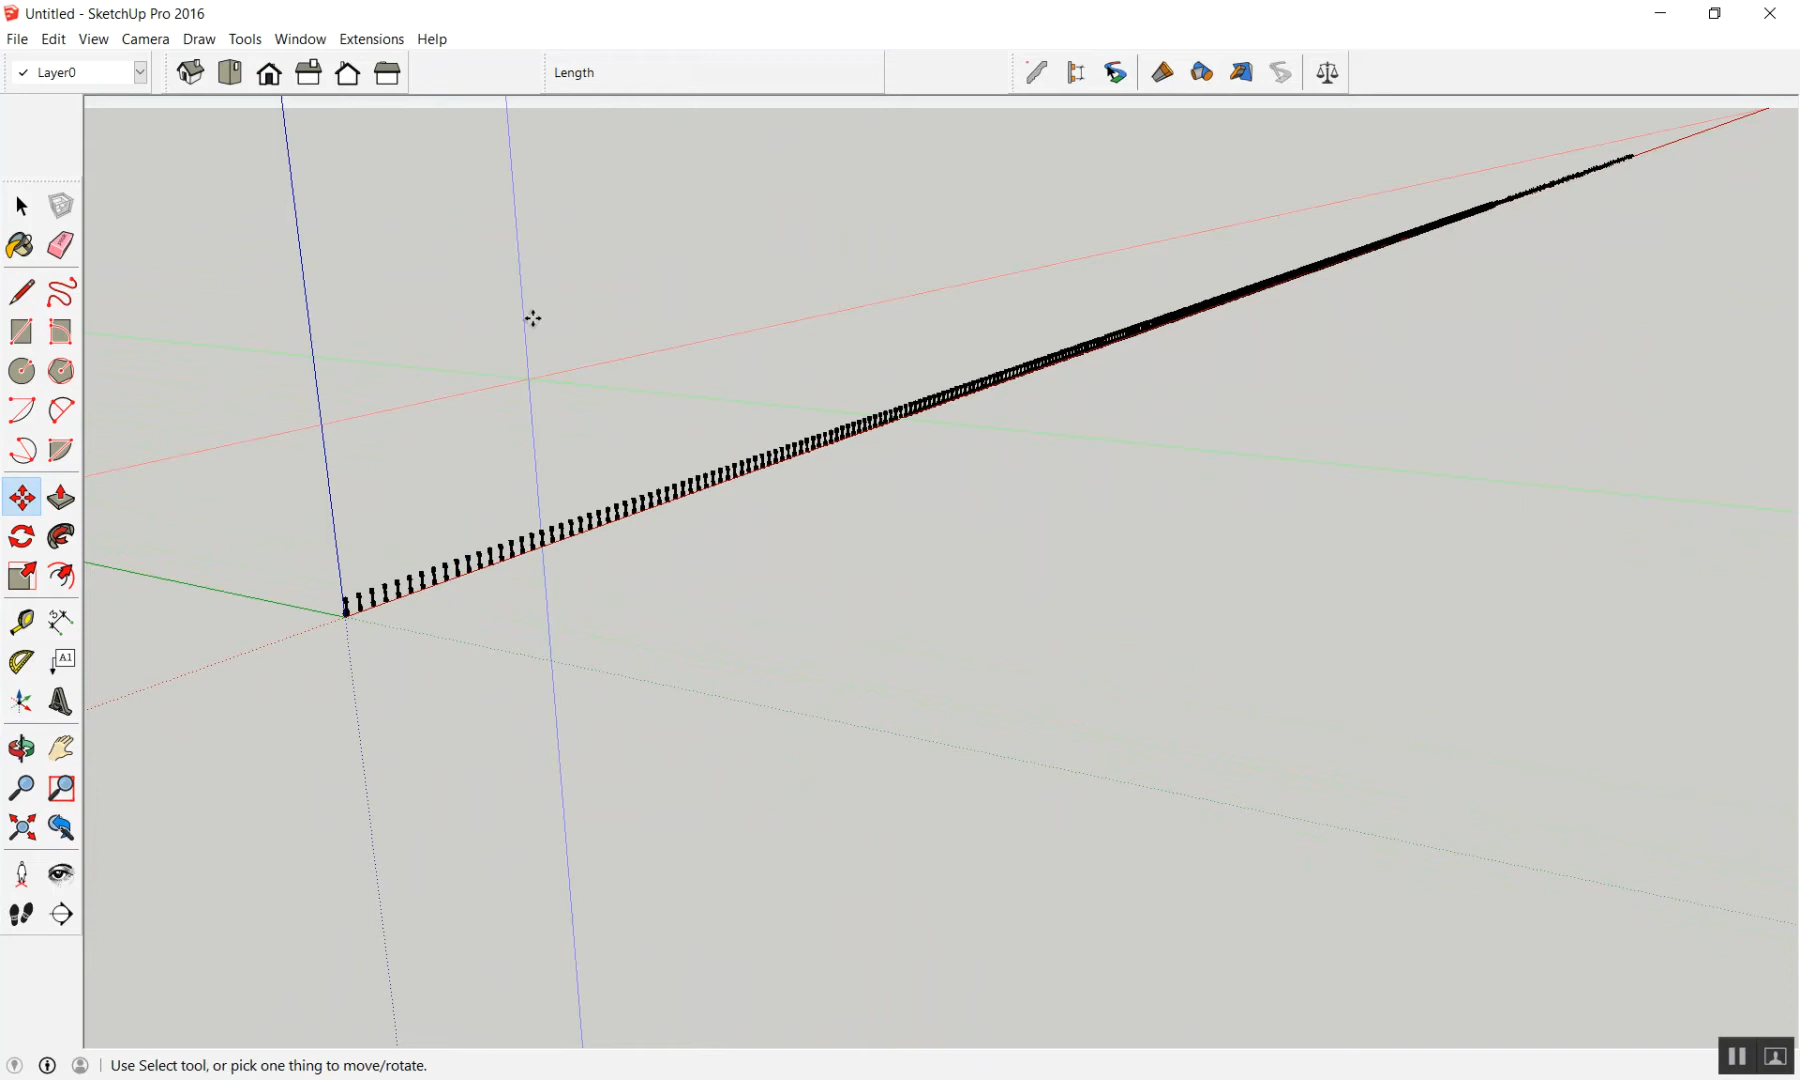 Untitled - SketchUp Pro 2016
File Edit View Camera Draw Tools Window Extensions Help
Layer0
Length
A1
Use Select tool, or pick one thing to move/rotate.